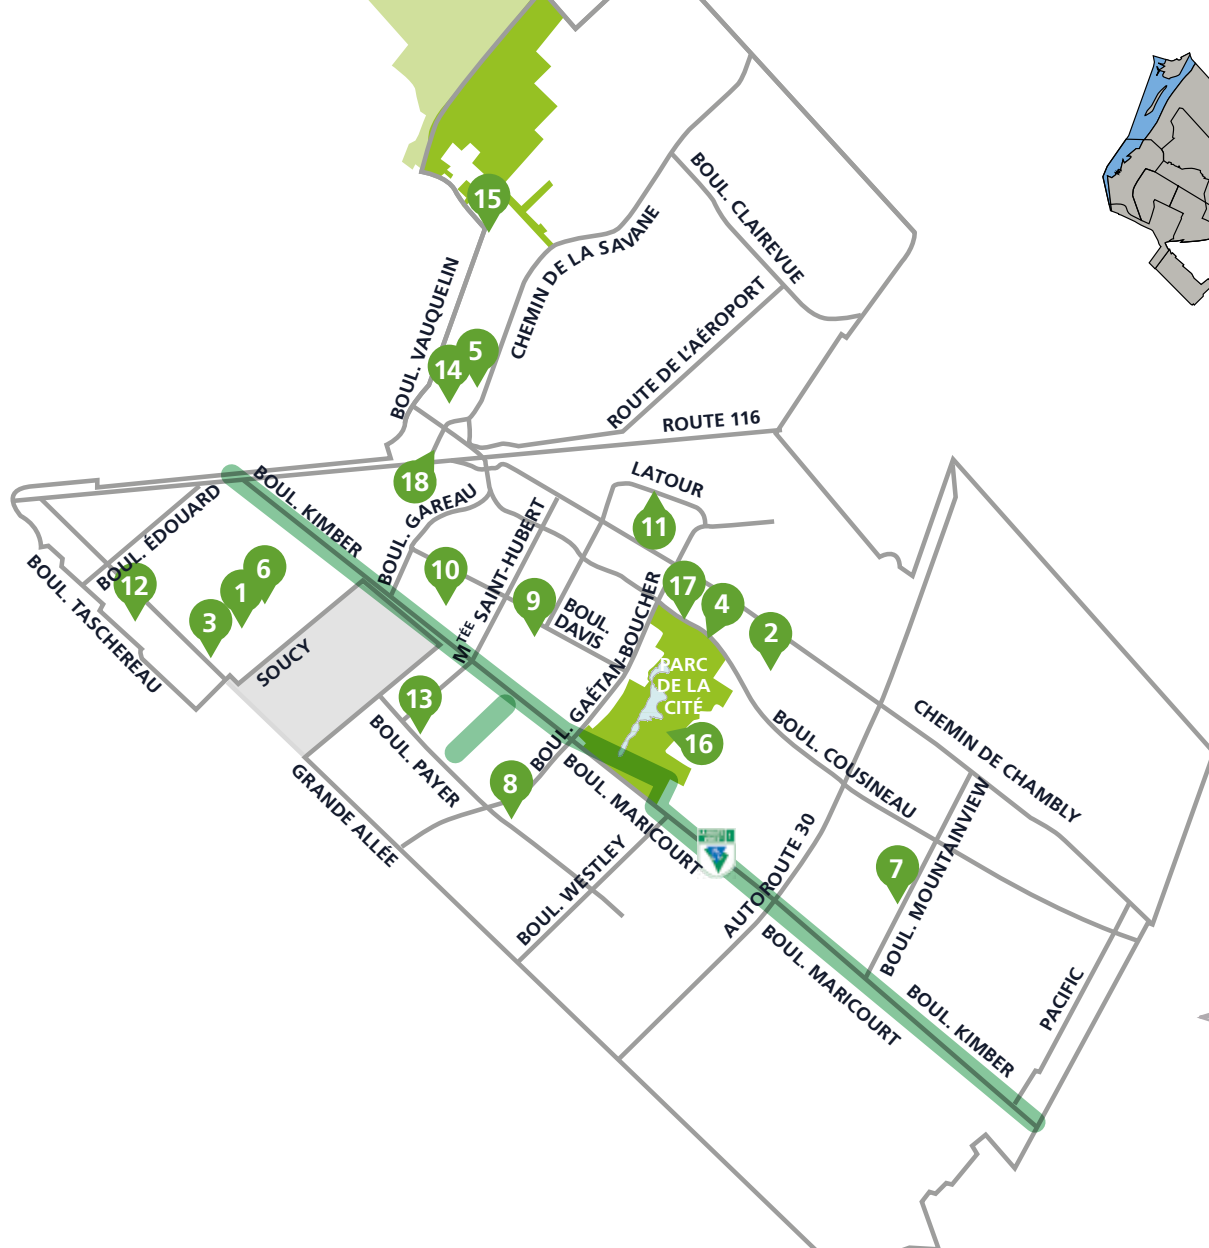 15
BOUL. CLAIREVUE
CHEMIN DE LA SAVANE
BOUL. VAUQUELIN
ROUTE DE L'AÉROPORT
5
14
ROUTE 116
18
LATOUR
BOUL. KIMBER
BOUL. GAREAU
BOUL. ÉDOUARD
11
MTÉE SAINT-HUBERT
BOUL. TASCHEREAU
12
6
1
3
10
9
BOUL.
DAVIS
17
4
2
BOUL. GAÉTAN-BOUCHER
SOUCY
PARC
DE LA
CITÉ
13
16
BOUL. PAYER
8
GRANDE ALLÉE
BOUL. MARICOURT
BOUL. COUSINEAU
CHEMIN DE CHAMBLY
BOUL. WESTLEY
AUTOROUTE 30
7
BOUL. MOUNTAINVIEW
BOUL. MARICOURT
BOUL. KIMBER
PACIFIC